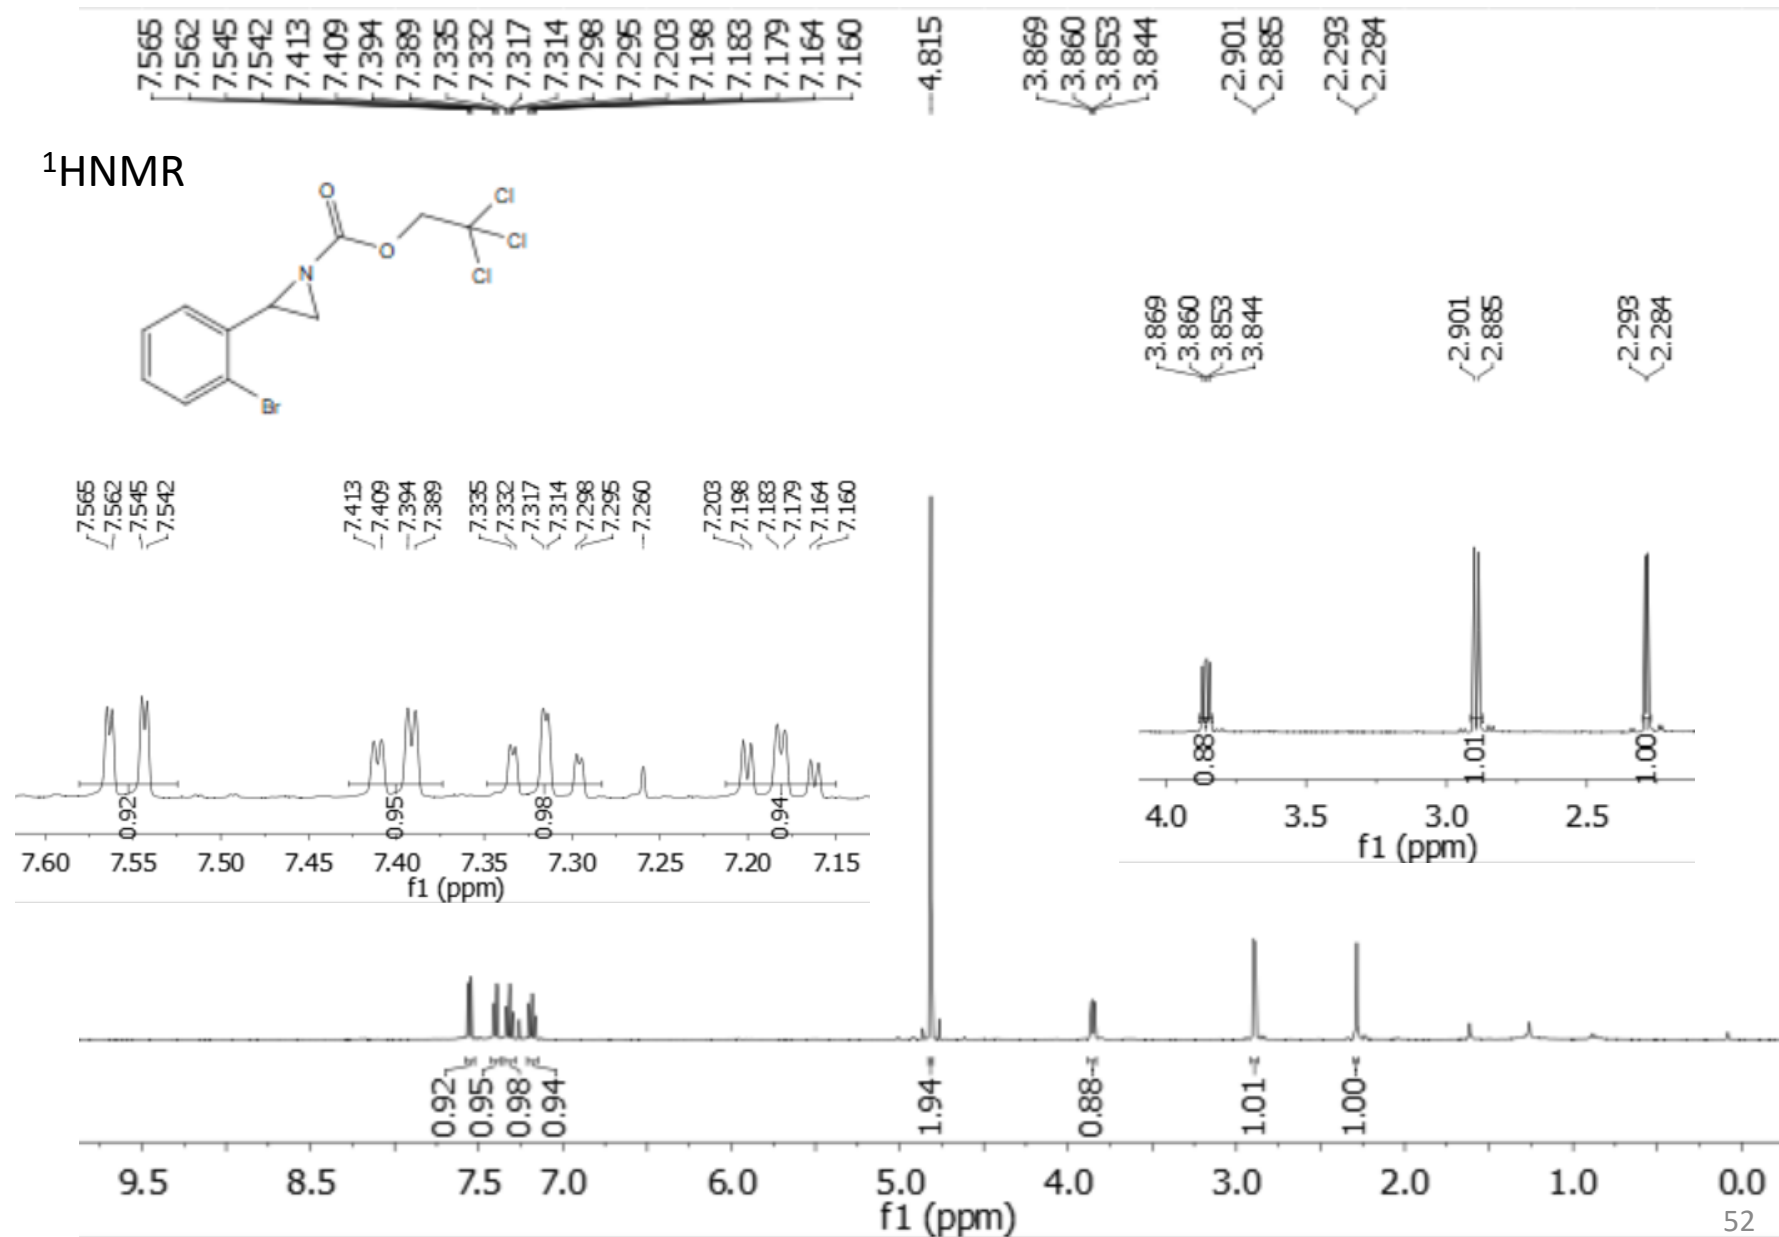 7.565 7.562 7.545 7.542 7.413 7.409 7.394 7.389 7.335 7.332 7.317 7.314 7.298 7.295 7.203 7.198 7.183 7.179 7.164 7.160 4.815 3.869 3.860 3.853 3.844 2.901 2.885 2.293 2.284
¹HNMR
O
Cl
Cl
O
Cl
N
Br
3.869 3.860 3.853 3.844 2.901 2.885 2.293 2.284
7.565 7.562 7.545 7.542 7.413 7.409 7.394 7.389 7.335 7.332 7.317 7.314 7.298 7.295 7.260 7.203 7.198 7.183 7.179 7.164 7.160
0.88 1.01 1.00
4.0 3.5 3.0 2.5
f1 (ppm)
0.92 0.95 0.98 0.94
7.60 7.55 7.50 7.45 7.40 7.35 7.30 7.25 7.20 7.15
f1 (ppm)
0.92 0.95 0.98 0.94 1.94 0.88 1.01 1.00
9.5 8.5 7.5 7.0 6.0 5.0 4.0 3.0 2.0 1.0 0.0
f1 (ppm)
52